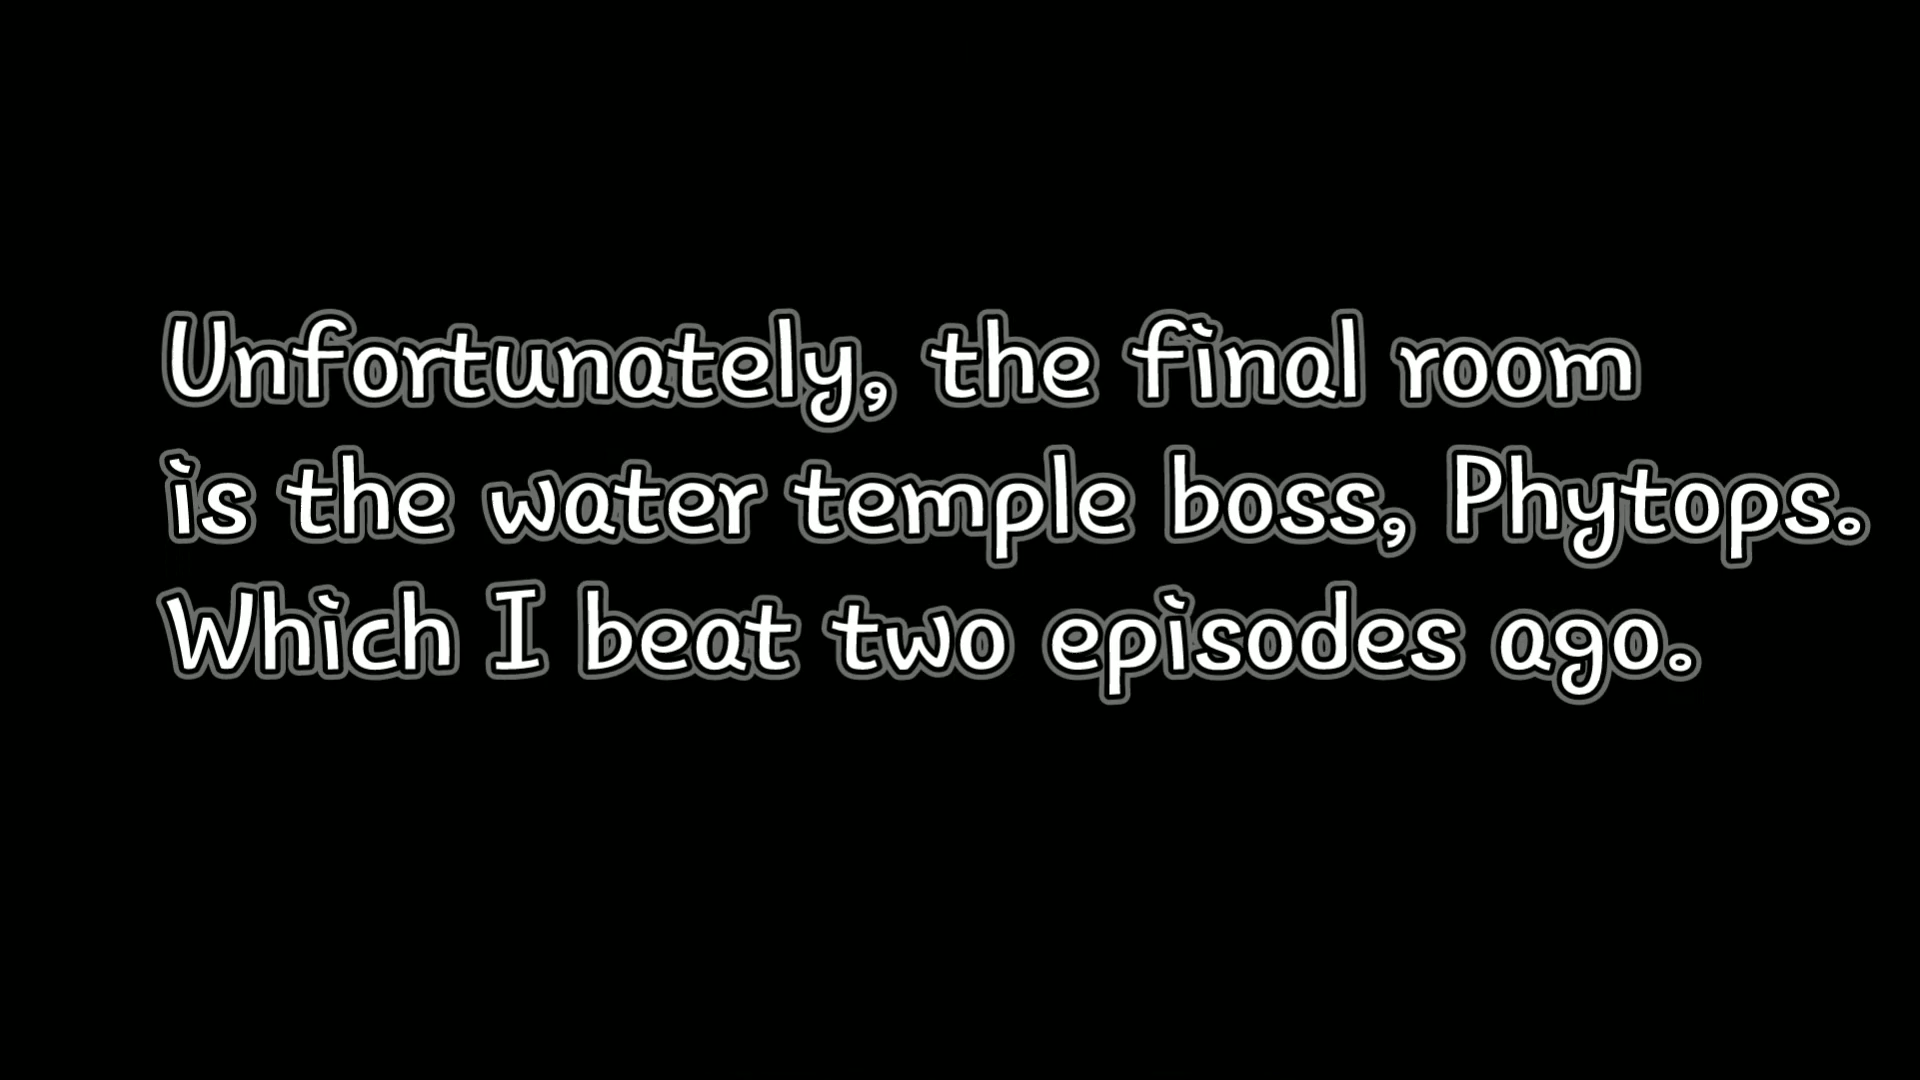 Unfortunately, the final room
is the water temple boss, Phytops.
Which I beat two episodes ago.